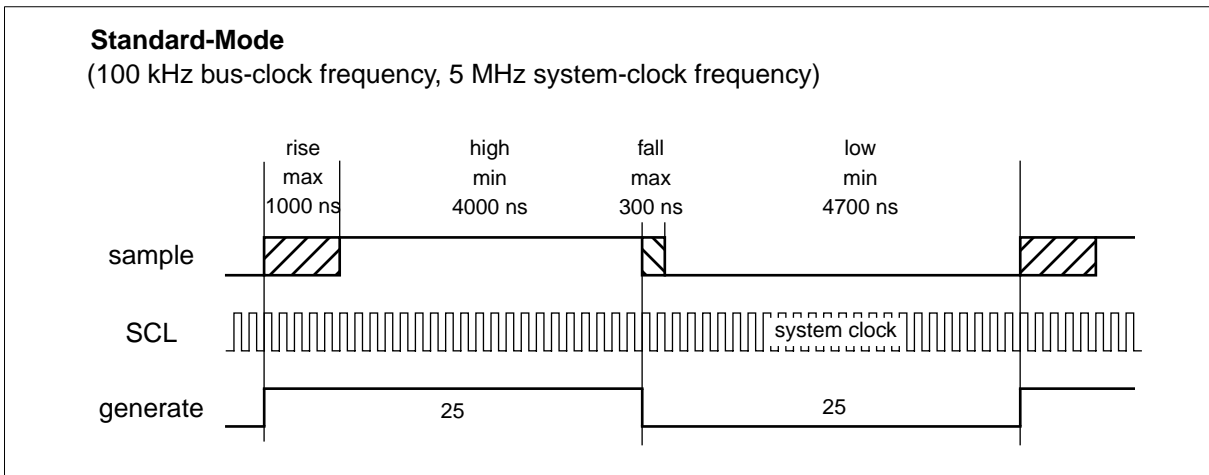 Standard-Mode
(100 kHz bus-clock frequency, 5 MHz system-clock frequency)
rise high fall low
max min max min
1000 ns 4000 ns 300 ns 4700 ns
sample
SCL system clock
generate 25 25